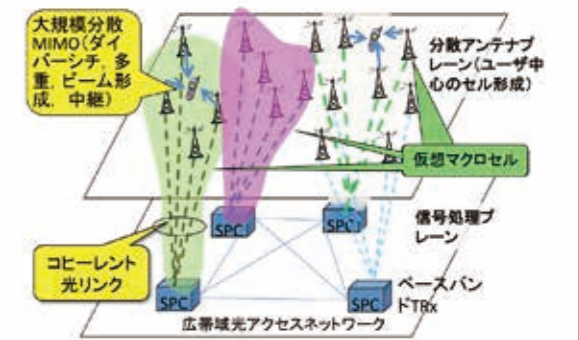 大規模分散
MIMO(ダイ
バーシチ, 多
重, ビーム形
成, 中継)
分散アンテナプ
レーン(ユーザ中
心のセル形成)
仮想マクロセル
SPC
SPC
信号処理プ
レーン
コヒーレント
光リンク
SPC
SPC
ベースバン
ドTRx
広帯域光アクセスネットワーク